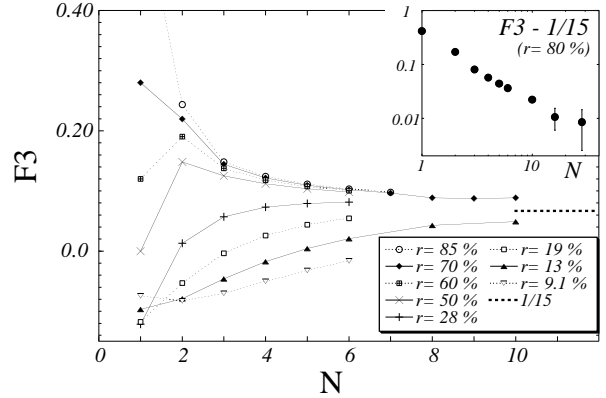 0.40
0.20
0.0
F3
0 2 4 6 8 10
N
1
0.1
0.01
1 10
N
F3 - 1/15
(r= 80 %)
r= 85 %
r= 70 %
r= 60 %
r= 50 %
r= 28 %
r= 19 %
r= 13 %
r= 9.1 %
1/15